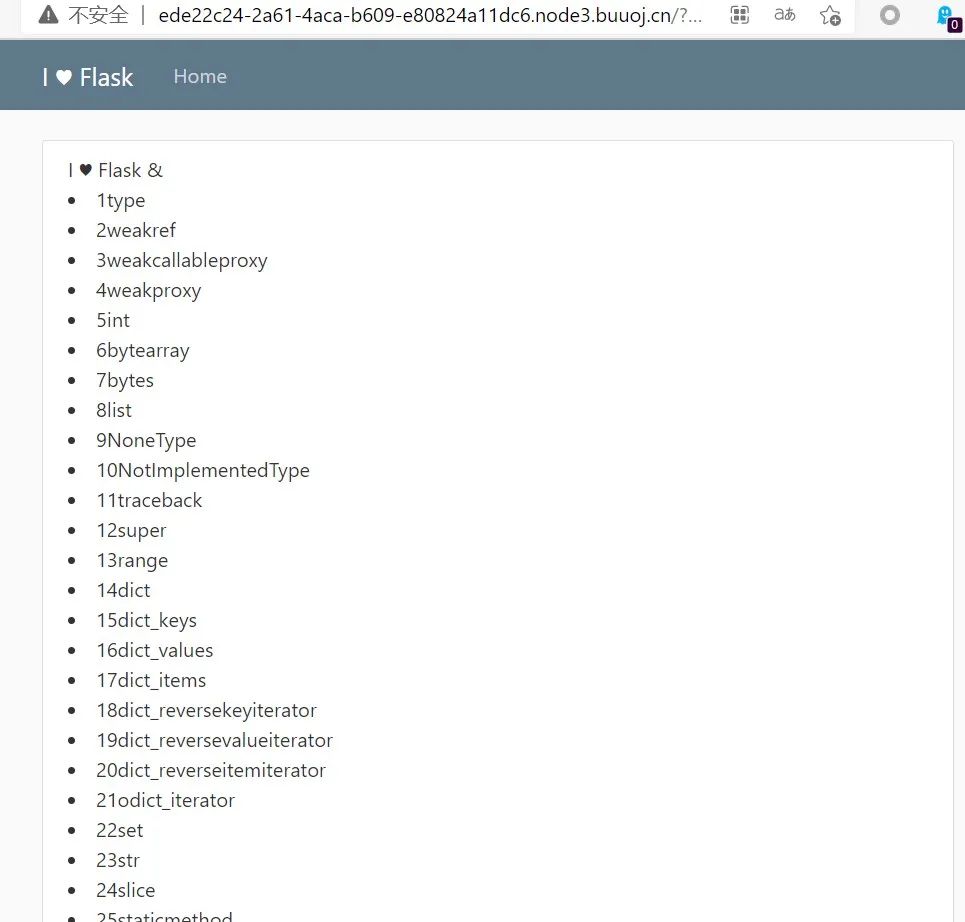 不安全 | ede22c24-2a61-4aca-b609-e80824a11dc6.node3.buuoj.cn/?... aあ 0
I ♥ Flask Home
I ♥ Flask &
• 1type
• 2weakref
• 3weakcallableproxy
• 4weakproxy
• 5int
• 6bytearray
• 7bytes
• 8list
• 9NoneType
• 10NotImplementedType
• 11traceback
• 12super
• 13range
• 14dict
• 15dict_keys
• 16dict_values
• 17dict_items
• 18dict_reversekeyiterator
• 19dict_reversevalueiterator
• 20dict_reverseitemiterator
• 21odict_iterator
• 22set
• 23str
• 24slice
• 25staticmethod